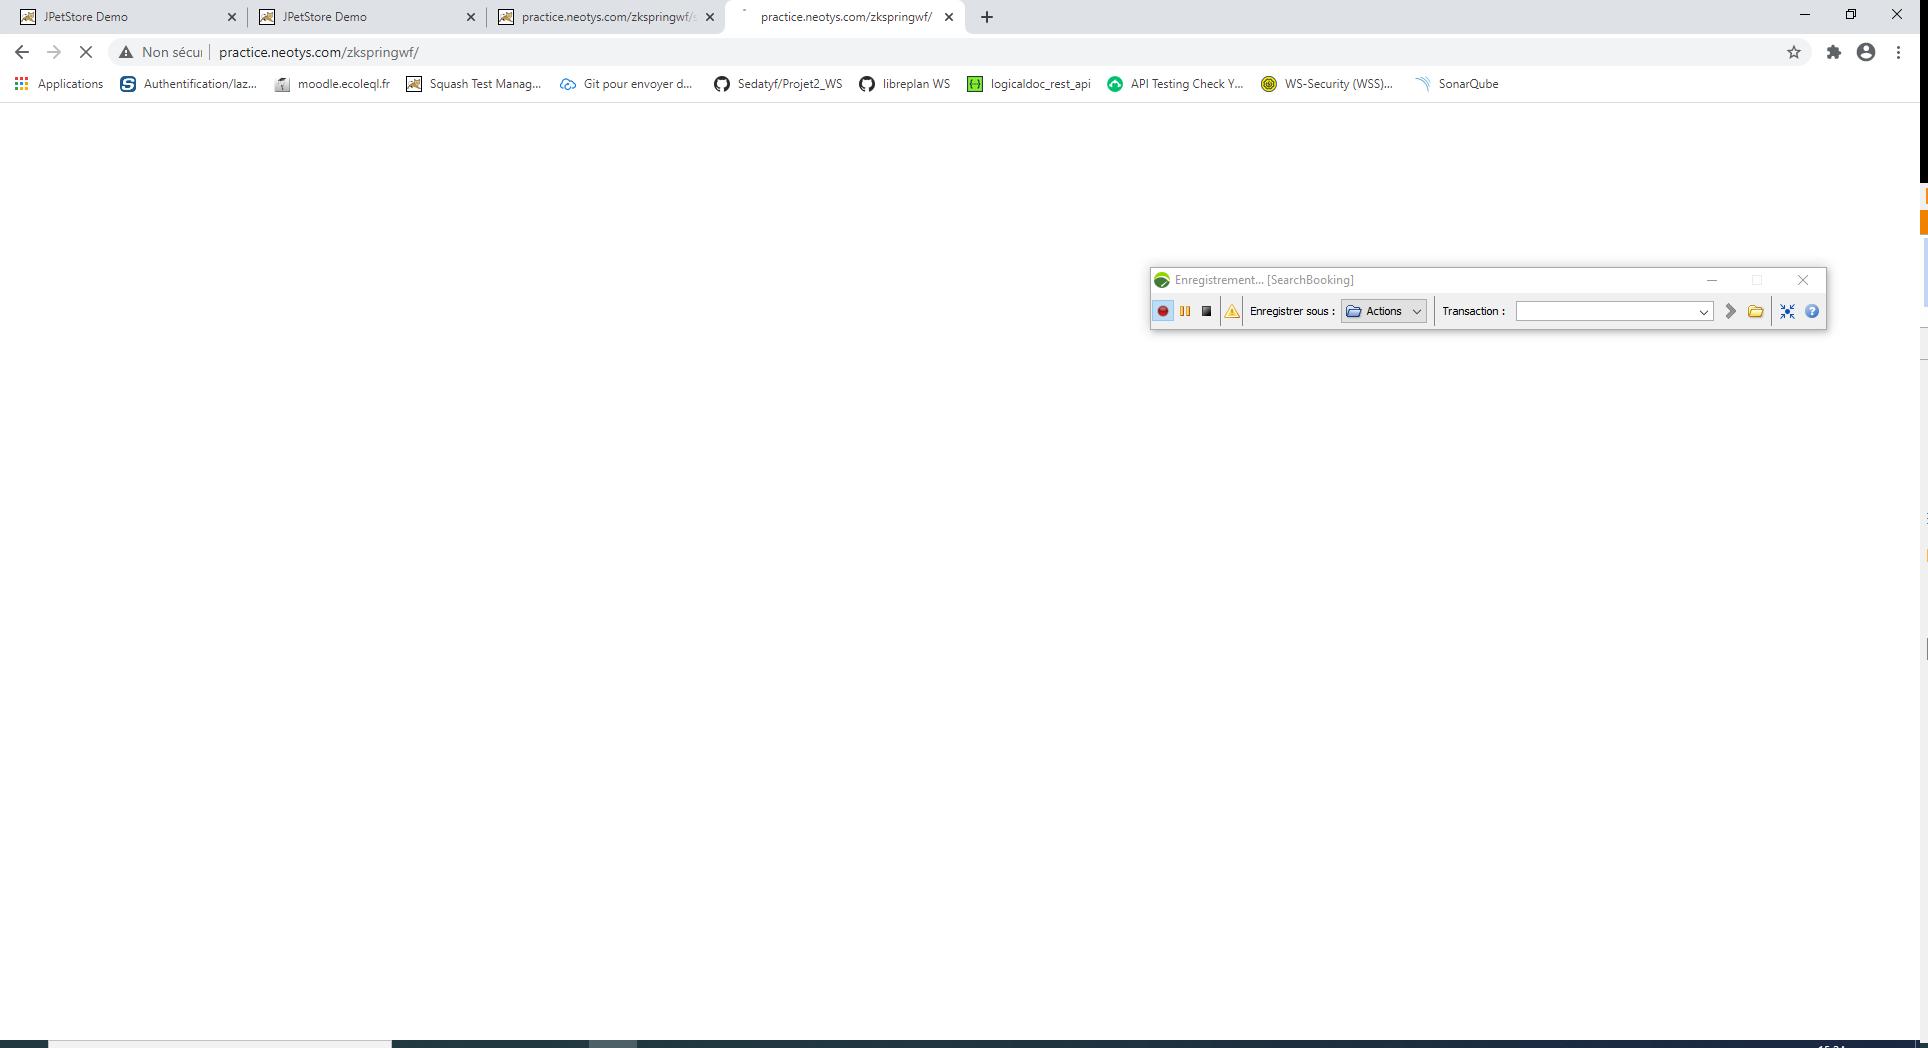 JPetStore Demo
JPetStore Demo
practice.neotys.com/zkspringwf/
practice.neotys.com/zkspringwf/
Non sécu
practice.neotys.com/zkspringwf/
Applications
Authentification/laz...
moodle.ecoleql.fr
Squash Test Manag...
Git pour envoyer d...
Sedatyf/Projet2_WS
libreplan WS
logicaldoc_rest_api
API Testing Check Y...
WS-Security (WSS)...
SonarQube
Enregistrement... [SearchBooking]
Enregistrer sous :
Actions
Transaction :